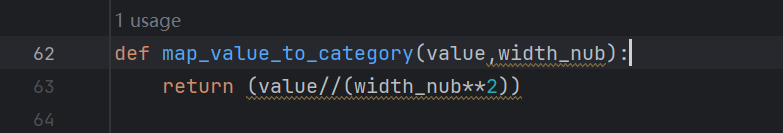 1 usage
62 def map_value_to_category(value,width_nub):
63 return (value//(width_nub**2))
64